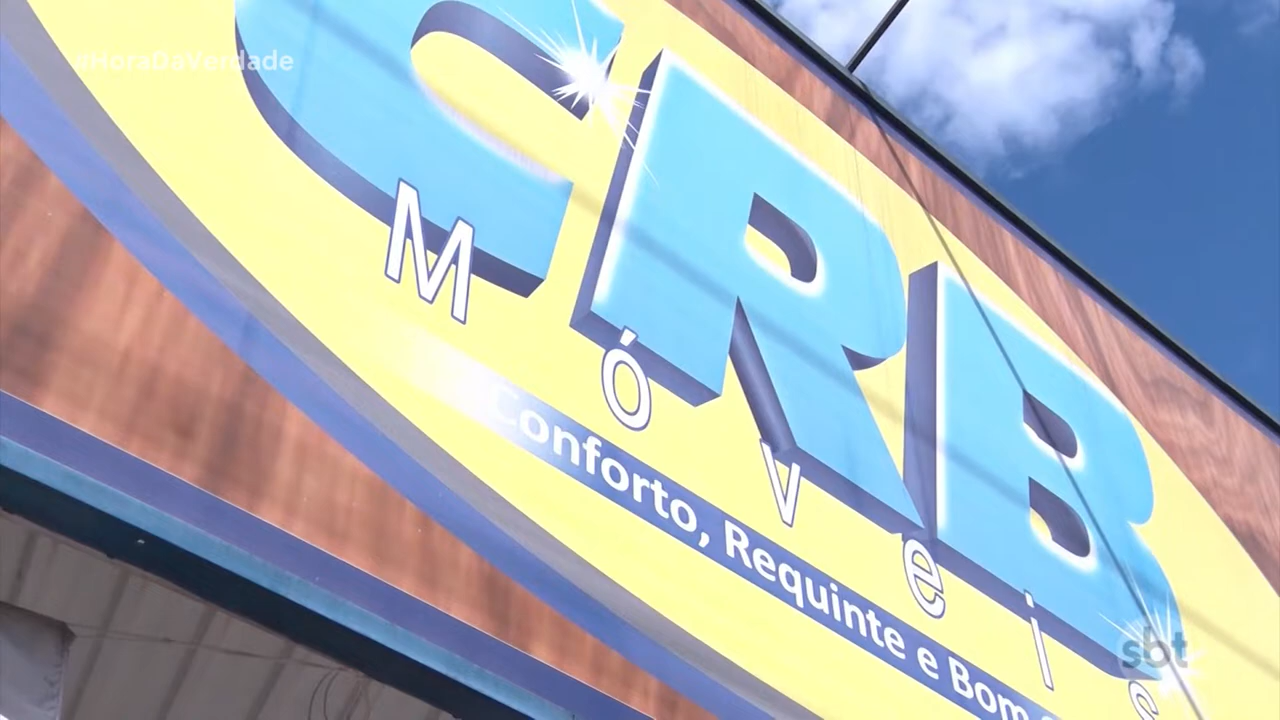 #HoraDaVerdade
CRB
Móveis
Conforto, Requinte e Bom
sbt